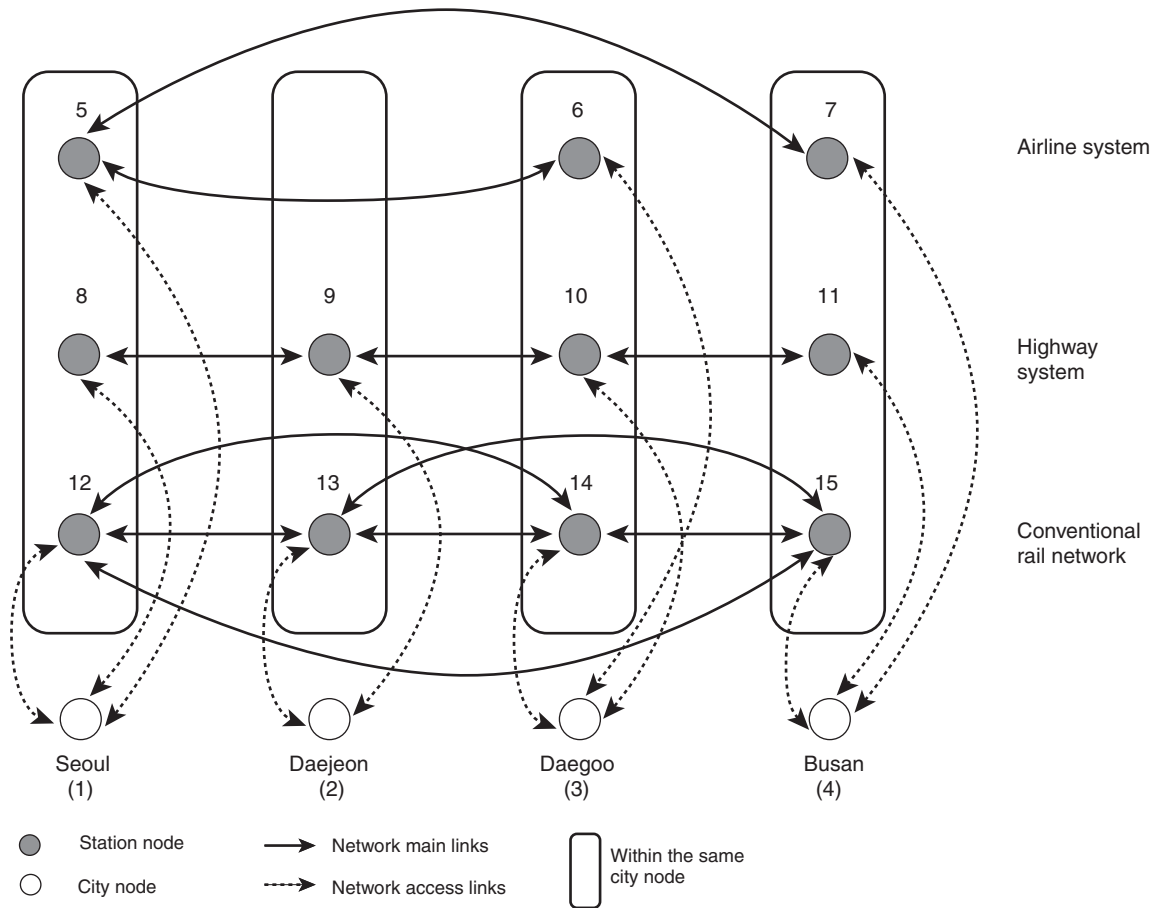 5
6
7
Airline system
8
9
10
11
Highway
system
12
13
14
15
Conventional
rail network
Seoul
(1)
Daejeon
(2)
Daegoo
(3)
Busan
(4)
Station node
Network main links
Within the same
city node
City node
Network access links